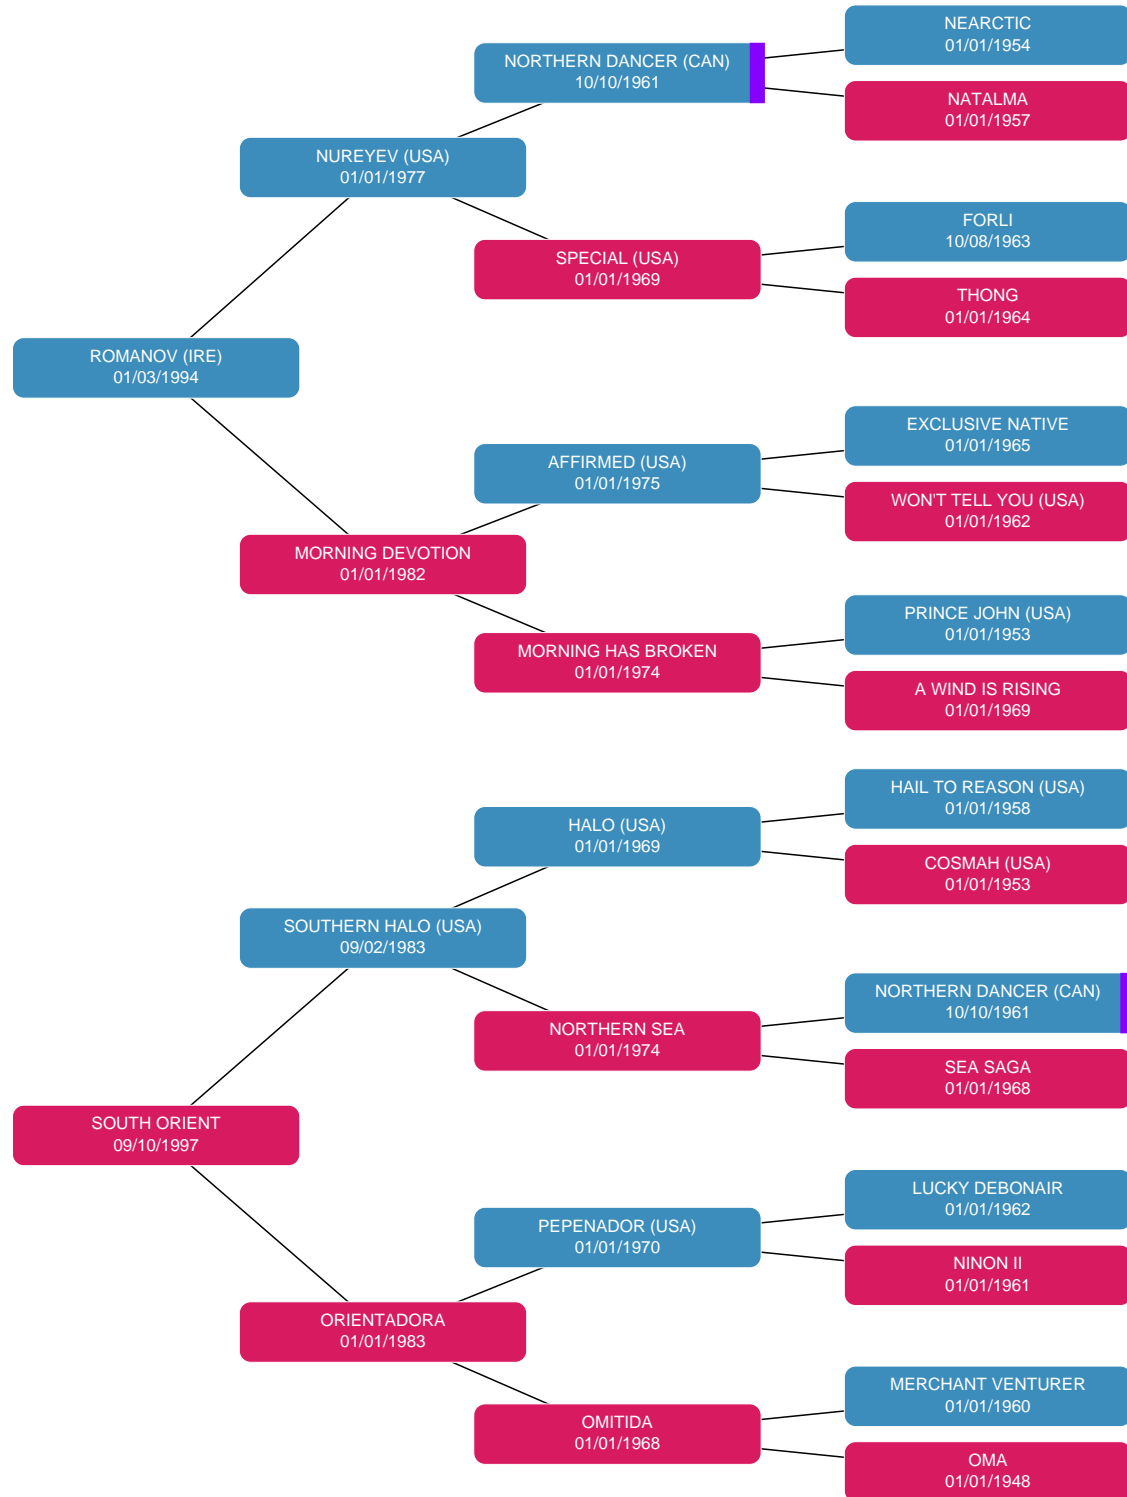 NEARCTIC
01/01/1954
NORTHERN DANCER (CAN)
10/10/1961
NATALMA
01/01/1957
NUREYEV (USA)
01/01/1977
FORLI
10/08/1963
SPECIAL (USA)
01/01/1969
THONG
01/01/1964
ROMANOV (IRE)
01/03/1994
EXCLUSIVE NATIVE
01/01/1965
AFFIRMED (USA)
01/01/1975
WON'T TELL YOU (USA)
01/01/1962
MORNING DEVOTION
01/01/1982
PRINCE JOHN (USA)
01/01/1953
MORNING HAS BROKEN
01/01/1974
A WIND IS RISING
01/01/1969
HAIL TO REASON (USA)
01/01/1958
HALO (USA)
01/01/1969
COSMAH (USA)
01/01/1953
SOUTHERN HALO (USA)
09/02/1983
NORTHERN DANCER (CAN)
10/10/1961
NORTHERN SEA
01/01/1974
SEA SAGA
01/01/1968
SOUTH ORIENT
09/10/1997
LUCKY DEBONAIR
01/01/1962
PEPENADOR (USA)
01/01/1970
NINON II
01/01/1961
ORIENTADORA
01/01/1983
MERCHANT VENTURER
01/01/1960
OMITIDA
01/01/1968
OMA
01/01/1948